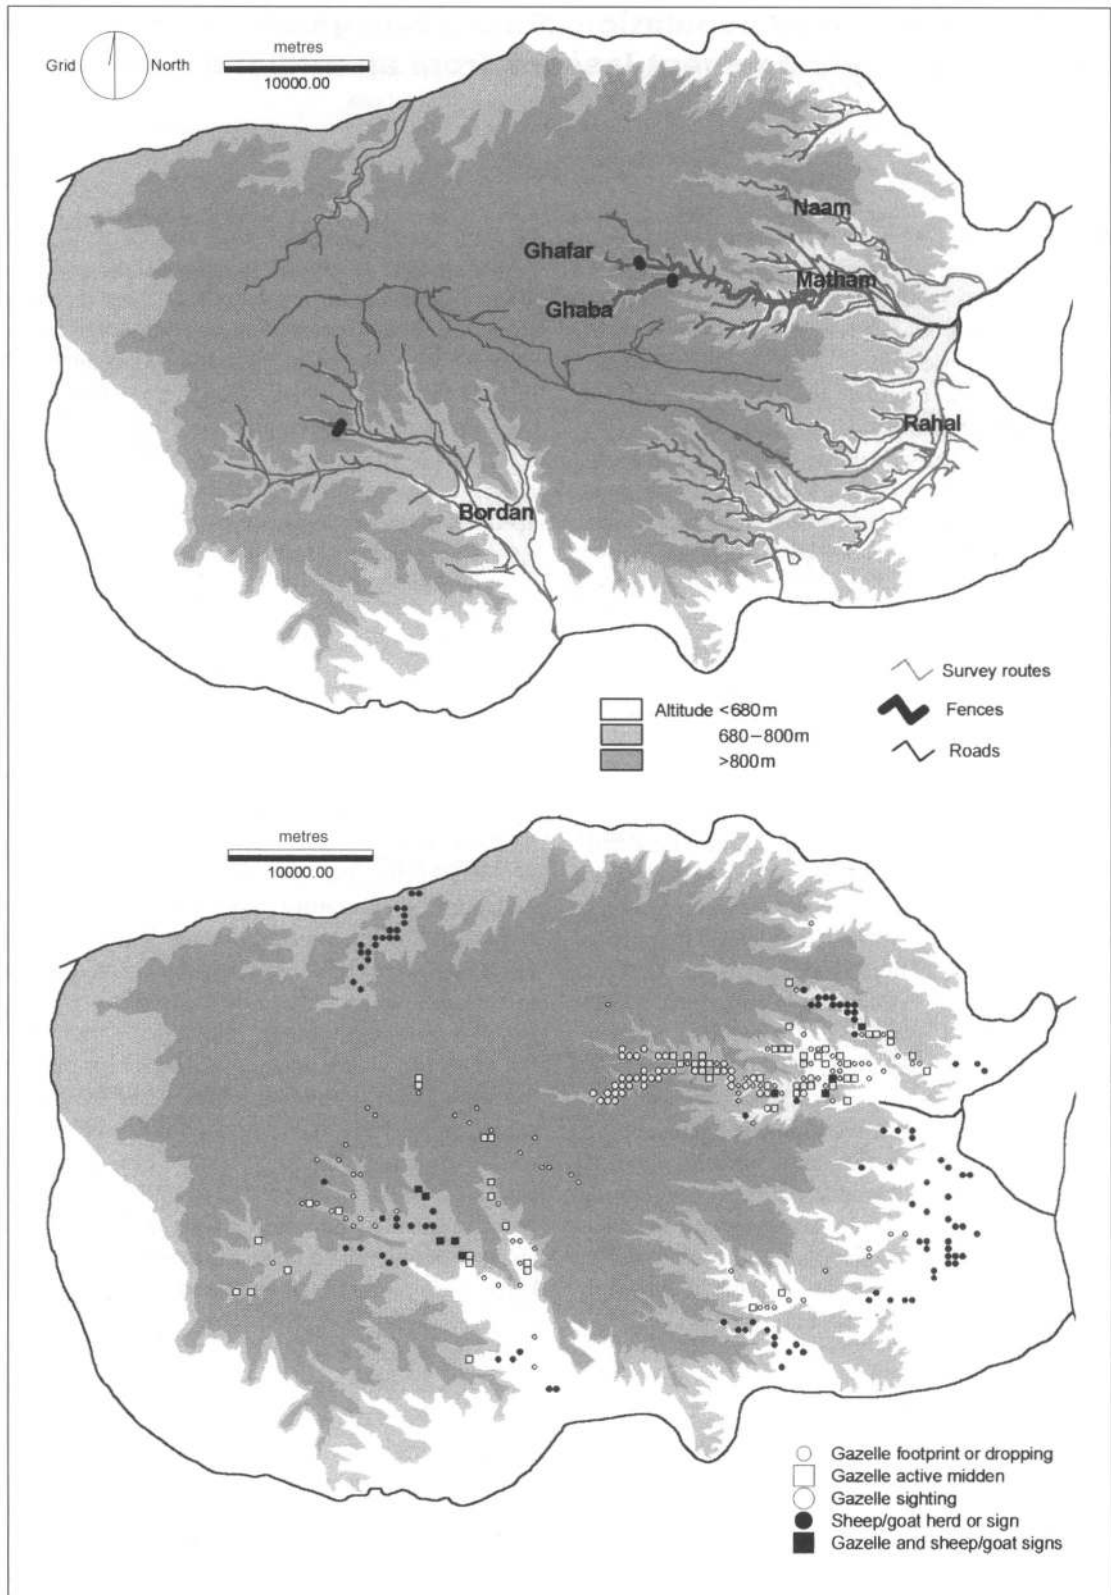 Grid North
metres
10000.00
Naam
Ghafar
Matham
Ghaba
Rahal
Bordan
Survey routes
Altitude <680m
Fences
680–800m
Roads
>800m
metres
10000.00
Gazelle footprint or dropping
Gazelle active midden
Gazelle sighting
Sheep/goat herd or sign
Gazelle and sheep/goat signs